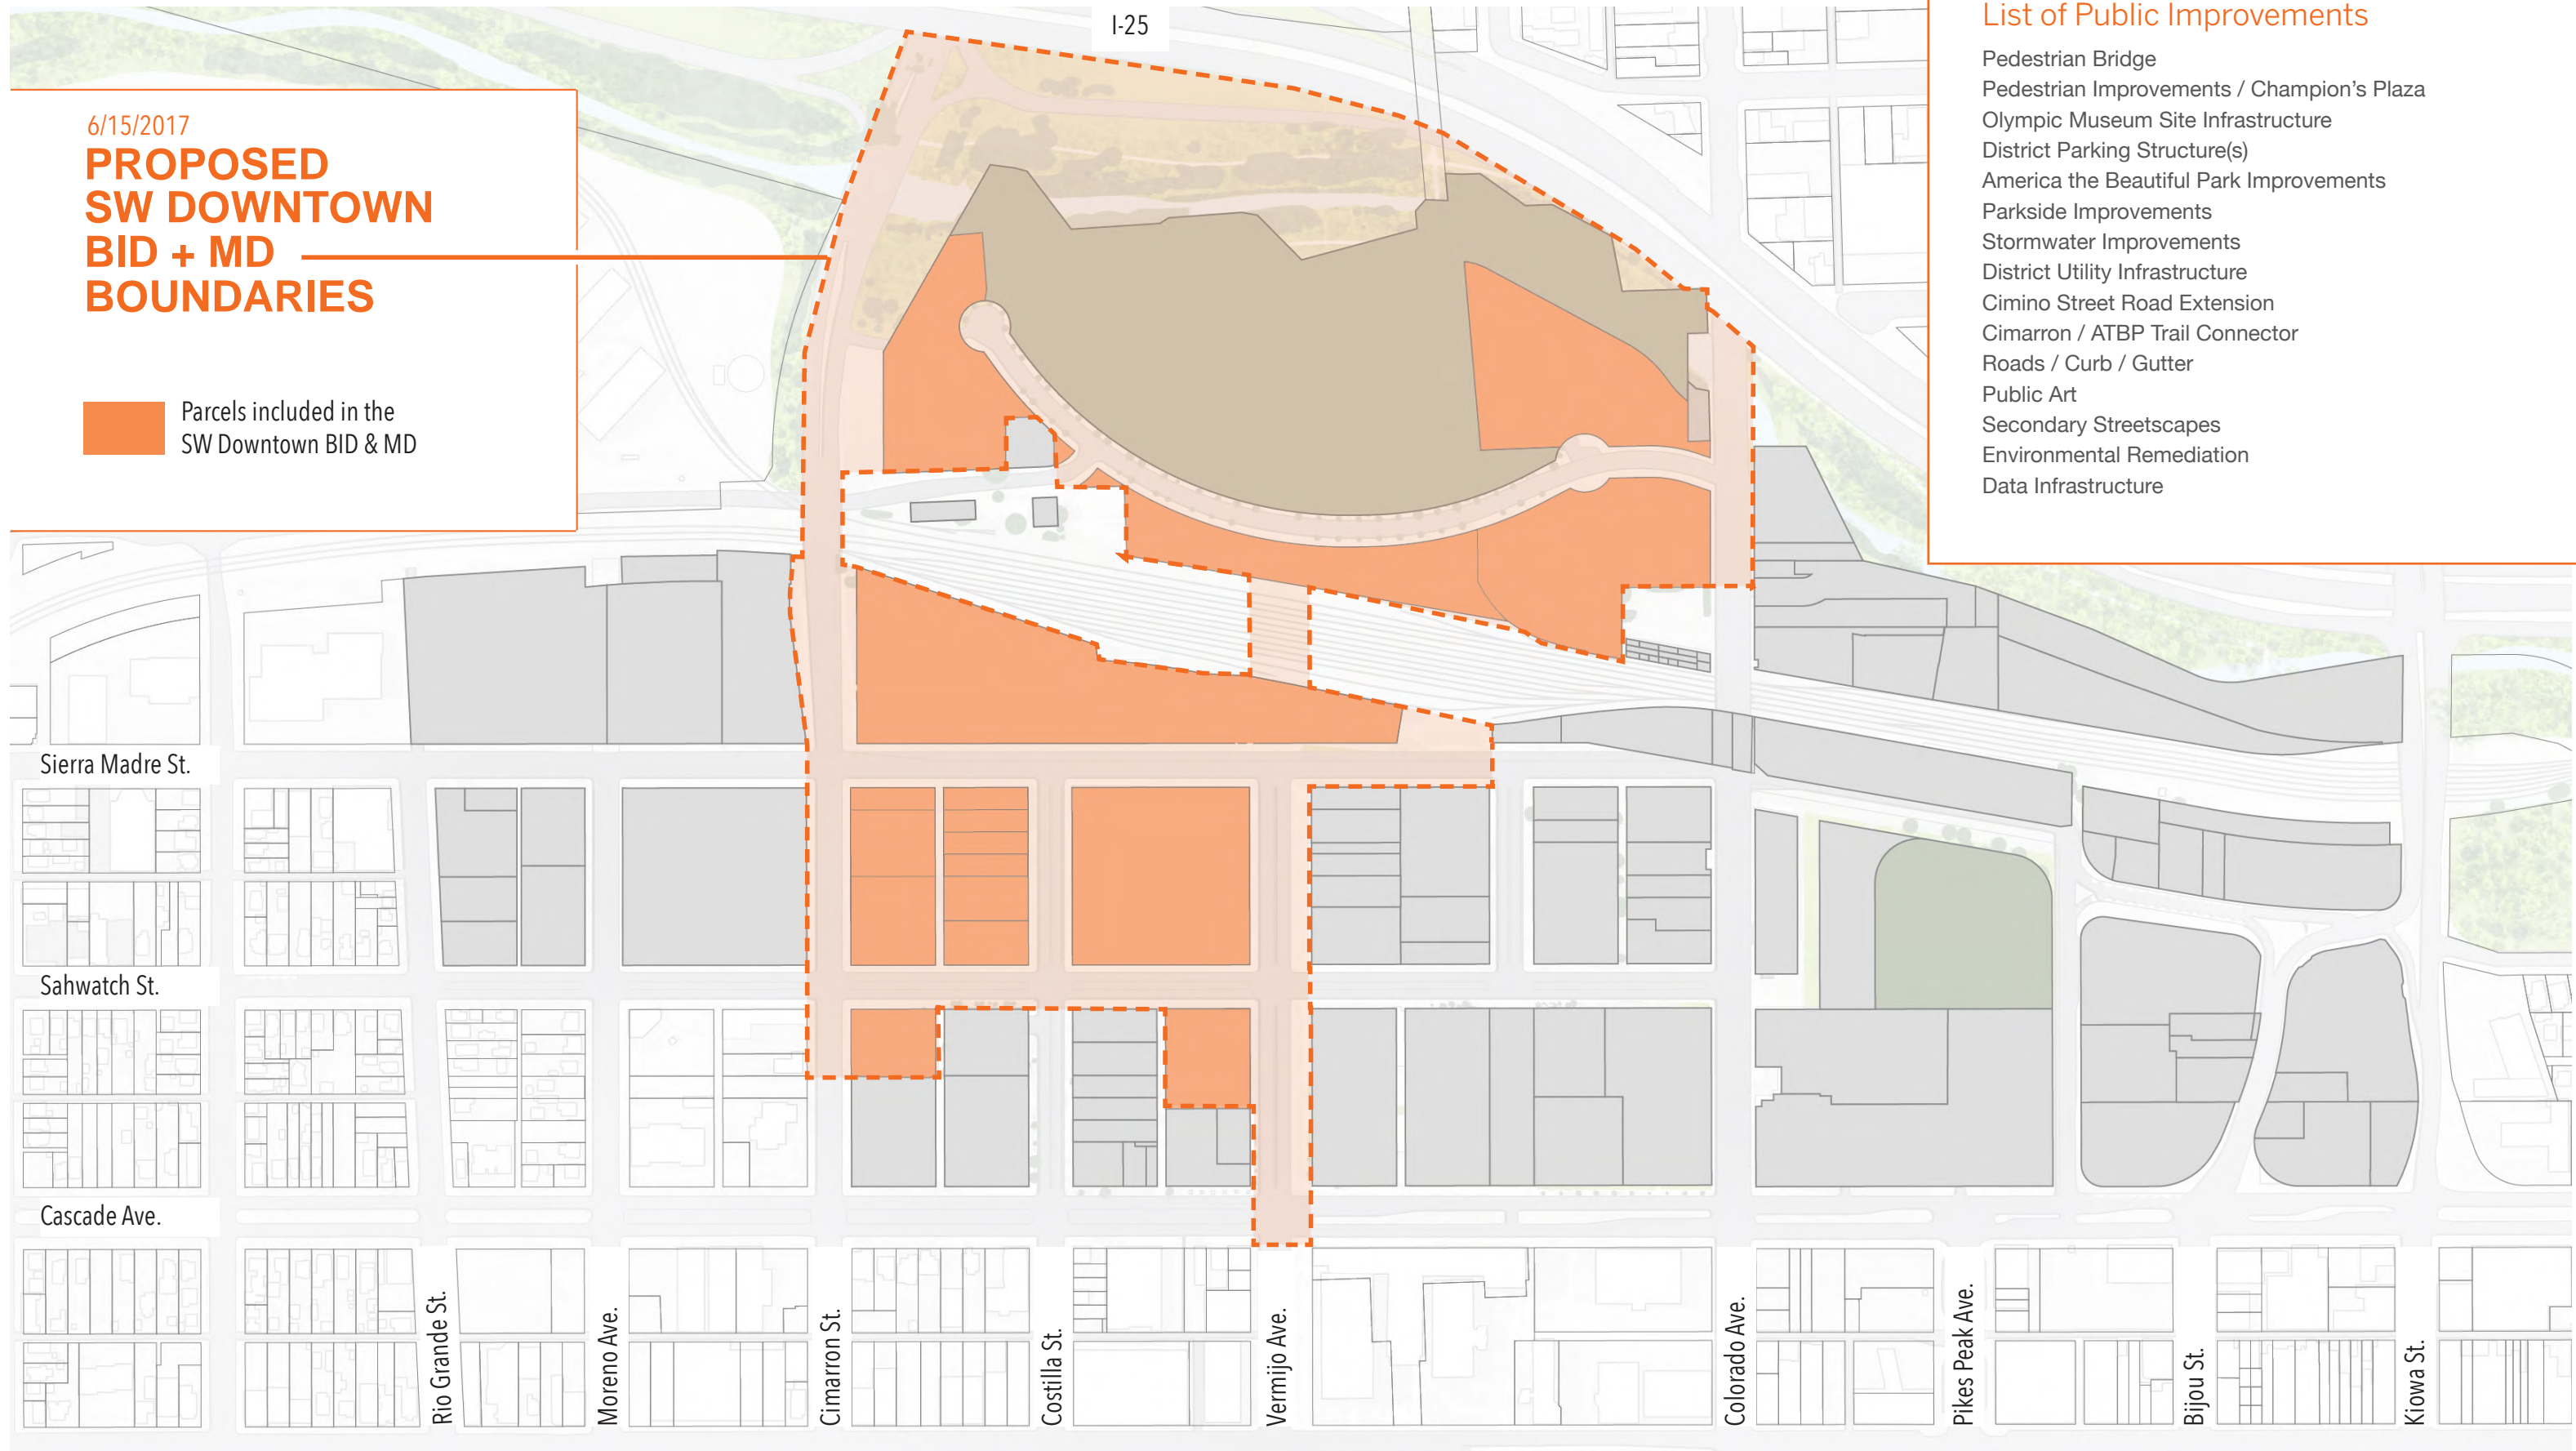 I-25
6/15/2017
PROPOSED
SW DOWNTOWN
BID + MD
BOUNDARIES
Parcels included in the
SW Downtown BID & MD
List of Public Improvements
Pedestrian Bridge
Pedestrian Improvements / Champion’s Plaza
Olympic Museum Site Infrastructure
District Parking Structure(s)
America the Beautiful Park Improvements
Parkside Improvements
Stormwater Improvements
District Utility Infrastructure
Cimino Street Road Extension
Cimarron / ATBP Trail Connector
Roads / Curb / Gutter
Public Art
Secondary Streetscapes
Environmental Remediation
Data Infrastructure
Sierra Madre St.
Sahwatch St.
Cascade Ave.
Rio Grande St.
Moreno Ave.
Cimarron St.
Costilla St.
Vermijo Ave.
Colorado Ave.
Pikes Peak Ave.
Bijou St.
Kiowa St.